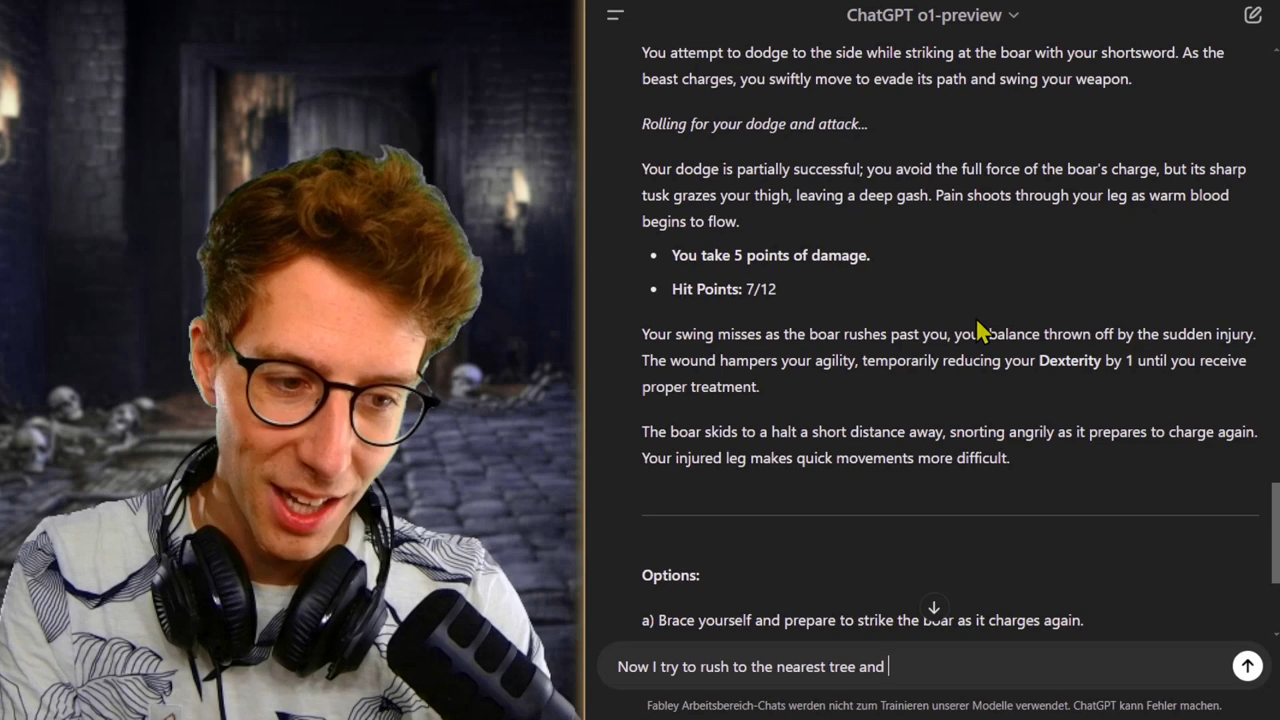 ChatGPT o1-preview
You attempt to dodge to the side while striking at the boar with your shortsword. As the
beast charges, you swiftly move to evade its path and swing your weapon.
Rolling for your dodge and attack...
Your dodge is partially successful; you avoid the full force of the boar's charge, but its sharp
tusk grazes your thigh, leaving a deep gash. Pain shoots through your leg as warm blood
begins to flow.
• You take 5 points of damage.
• Hit Points: 7/12
Your swing misses as the boar rushes past you, your balance thrown off by the sudden injury.
The wound hampers your agility, temporarily reducing your Dexterity by 1 until you receive
proper treatment.
The boar skids to a halt a short distance away, snorting angrily as it prepares to charge again.
Your injured leg makes quick movements more difficult.
Options:
a) Brace yourself and prepare to strike the boar as it charges again.
Now I try to rush to the nearest tree and
Fabley Arbeitsbereich-Chats werden nicht zum Trainieren unserer Modelle verwendet. ChatGPT kann Fehler machen.